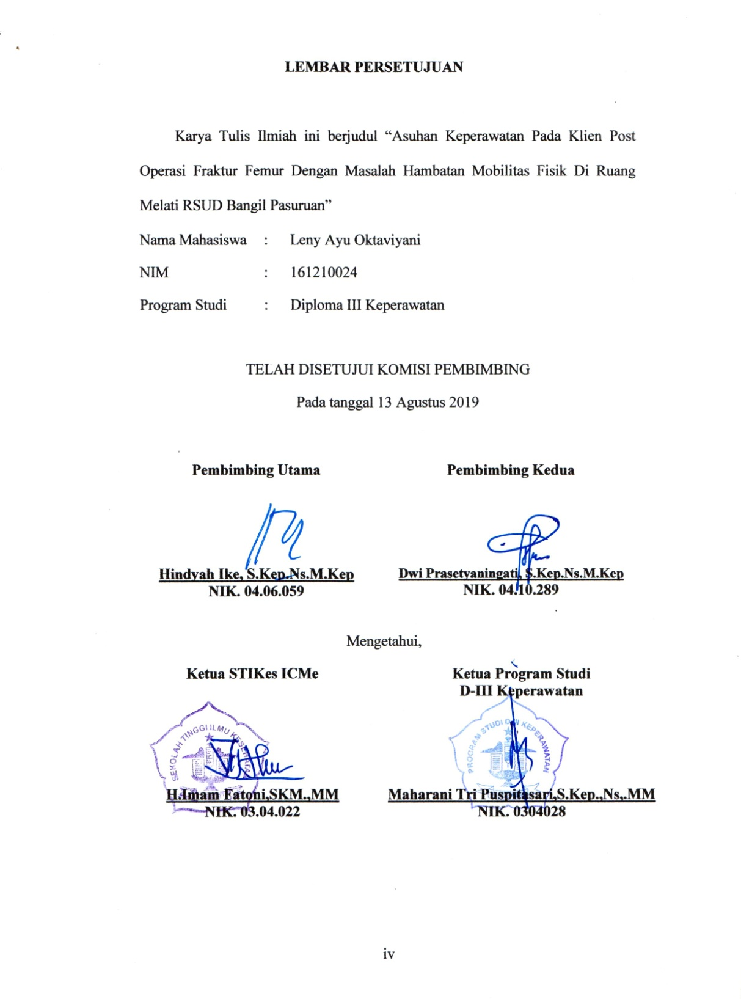 LEMBAR PERSETUJUAN
Karya Tulis Ilmiah ini berjudul “Asuhan Keperawatan Pada Klien Post
Operasi Fraktur Femur Dengan Masalah Hambatan Mobilitas Fisik Di Ruang
Melati RSUD Bangil Pasuruan”
Nama Mahasiswa : Leny Ayu Oktaviyani
NIM : 161210024
Program Studi : Diploma III Keperawatan
TELAH DISETUJUI KOMISI PEMBIMBING
Pada tanggal 13 Agustus 2019
Pembimbing Utama Pembimbing Kedua
Hindyah Ike, S.Kep.Ns.M.Kep Dwi Prasetyaningati, S.Kep.Ns.M.Kep
NIK. 04.06.059 NIK. 04.10.289
Mengetahui,
Ketua STIKes ICMe Ketua Program Studi
D-III Keperawatan
SEKOLAH TINGGI ILMU KESEHATAN PROGRAM STUDI DIII KEPERAWATAN
H.Imam Fatoni,SKM.,MM Maharani Tri Puspitasari,S.Kep.,Ns,.MM
NIK. 03.04.022 NIK. 0304028
iv